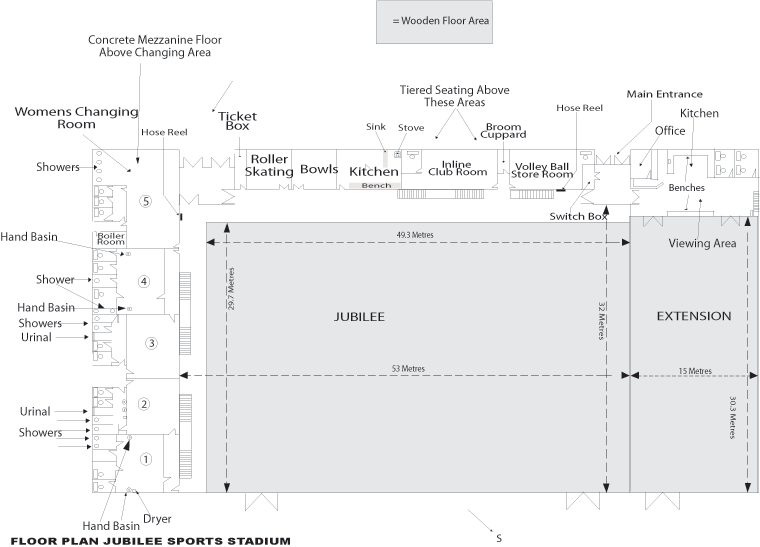 = Wooden Floor Area
Concrete Mezzanine Floor
Above Changing Area
Tiered Seating Above
These Areas
Main Entrance
Womens Changing
Room
Hose Reel
Ticket
Box
Sink
Stove
Broom
Cuppard
Hose Reel
Kitchen
Office
Showers
Roller
Skating
Bowls
Kitchen
Bench
Inline
Club Room
Volley Ball
Store Room
Benches
5
Switch Box
Boiler
Room
Hand Basin
49.3 Metres
Viewing Area
Shower
4
29.7 Metres
32 Metres
Hand Basin
Showers
Urinal
3
JUBILEE
EXTENSION
53 Metres
15 Metres
Urinal
2
30.3 Metres
Showers
1
Hand Basin
Dryer
S
FLOOR PLAN JUBILEE SPORTS STADIUM